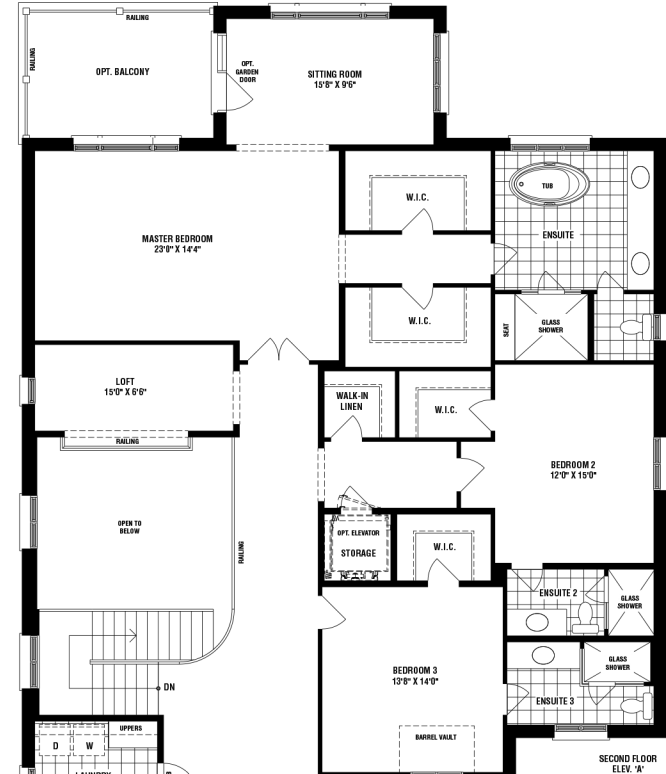 RAILING
RAILING
OPT. BALCONY
OPT.
GARDEN
DOOR
SITTING ROOM
15'8" X 9'6"
W.I.C.
TUB
ENSUITE
MASTER BEDROOM
23'0" X 14'4"
W.I.C.
SEAT
GLASS
SHOWER
LOFT
15'0" X 6'6"
WALK-IN
LINEN
W.I.C.
RAILING
BEDROOM 2
12'0" X 15'0"
OPEN TO
BELOW
RAILING
OPT. ELEVATOR
STORAGE
W.I.C.
ENSUITE 2
GLASS
SHOWER
DN
BEDROOM 3
13'8" X 14'0"
GLASS
SHOWER
ENSUITE 3
UPPERS
D W
BARREL VAULT
LAUNDRY
SECOND FLOOR
ELEV. 'A'